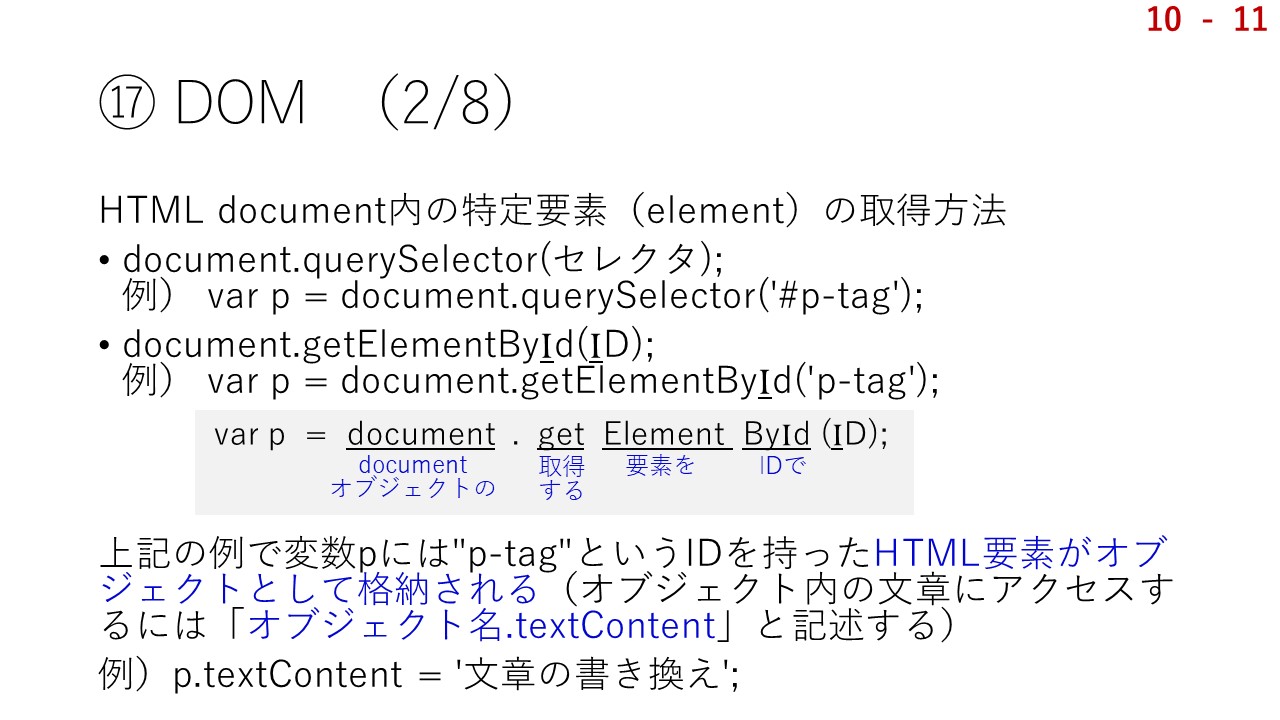 10 - 11
⑰ DOM （2/8）
HTML document内の特定要素（element）の取得方法
• document.querySelector(セレクタ);
例） var p = document.querySelector('#p-tag');
• document.getElementById(ID);
例） var p = document.getElementById('p-tag');
var p = document . get Element ById (ID);
document 取得 要素を IDで
オブジェクトの する
上記の例で変数pには"p-tag"というIDを持ったHTML要素がオブ
ジェクトとして格納される（オブジェクト内の文章にアクセスす
るには「オブジェクト名.textContent」と記述する）
例）p.textContent = '文章の書き換え';